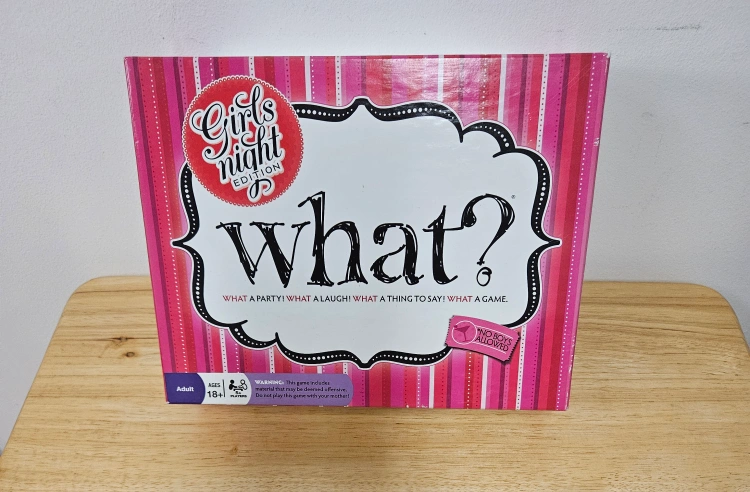 Girls
night
EDITION
what?
WHAT A PARTY! WHAT A LAUGH! WHAT A THING TO SAY! WHAT A GAME.
*NO BOYS
ALLOWED
Adult
AGES
18+
PLAYERS
WARNING: This game includes
material that may be deemed offensive.
Do not play this game with your mother!